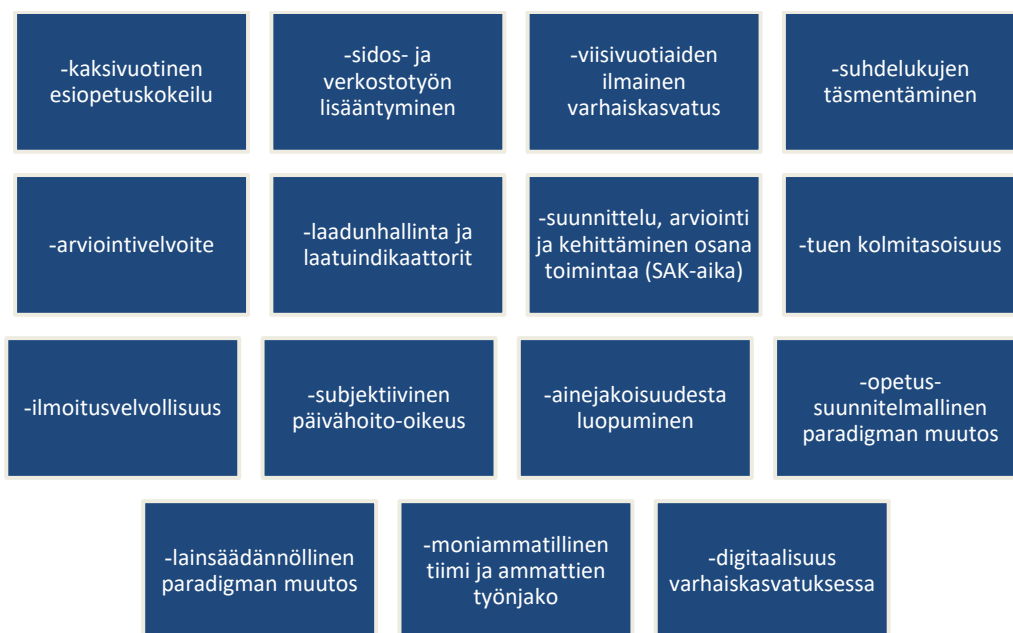 -kaksivuotinen
esiopetuskokeilu
-sidos- ja
verkostotyön
lisääntyminen
-viisivuotiaiden
ilmainen
varhaiskasvatus
-suhdelukujen
täsmentäminen
-arviointivelvoite
-laadunhallinta ja
laatuindikaattorit
-suunnittelu, arviointi
ja kehittäminen osana
toimintaa (SAK-aika)
-tuen kolmitasoisuus
-ilmoitusvelvollisuus
-subjektiivinen
päivähoito-oikeus
-ainejakoisuudesta
luopuminen
-opetus-
suunnitelmallinen
paradigman muutos
-lainsäädännöllinen
paradigman muutos
-moniammatillinen
tiimi ja ammattien
työnjako
-digitaalisuus
varhaiskasvatuksessa